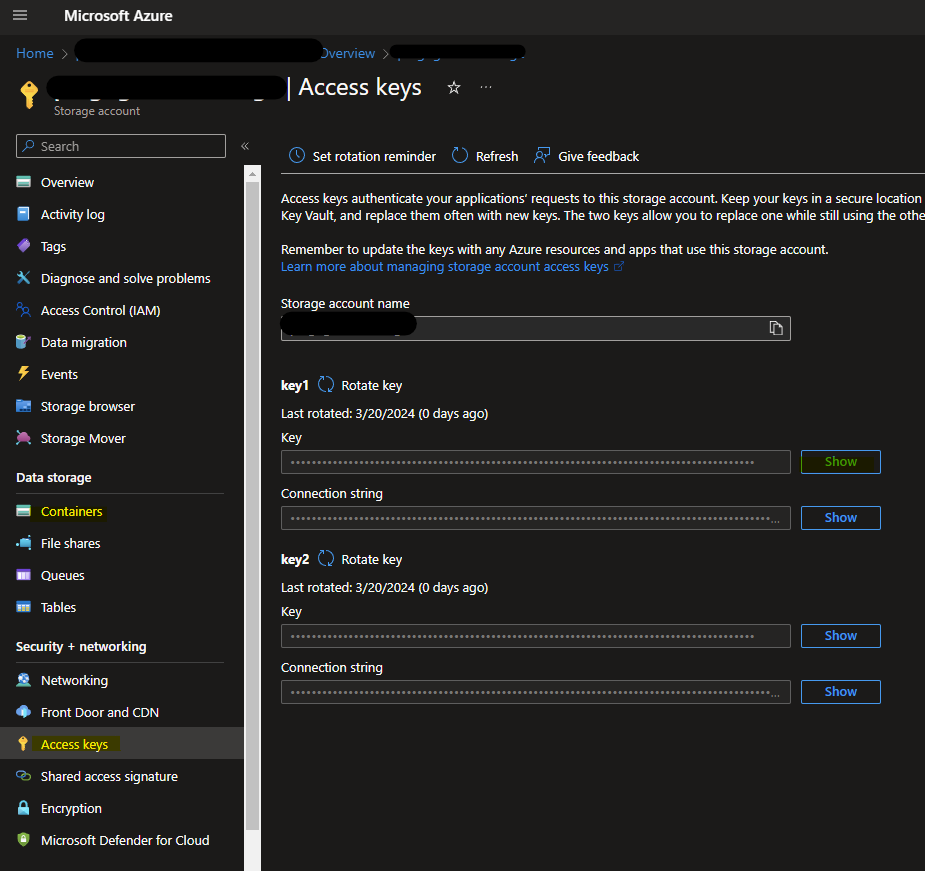 Microsoft Azure
Home > Overview >
| Access keys
Storage account
Search
«
Overview
Activity log
Tags
Diagnose and solve problems
Access Control (IAM)
Data migration
Events
Storage browser
Storage Mover
Data storage
Containers
File shares
Queues
Tables
Security + networking
Networking
Front Door and CDN
Access keys
Shared access signature
Encryption
Microsoft Defender for Cloud
Set rotation reminder Refresh Give feedback
Access keys authenticate your applications' requests to this storage account. Keep your keys in a secure location
Key Vault, and replace them often with new keys. The two keys allow you to replace one while still using the othe
Remember to update the keys with any Azure resources and apps that use this storage account.
Learn more about managing storage account access keys
Storage account name
key1 Rotate key
Last rotated: 3/20/2024 (0 days ago)
Key
Show
Connection string
... Show
key2 Rotate key
Last rotated: 3/20/2024 (0 days ago)
Key
Show
Connection string
... Show